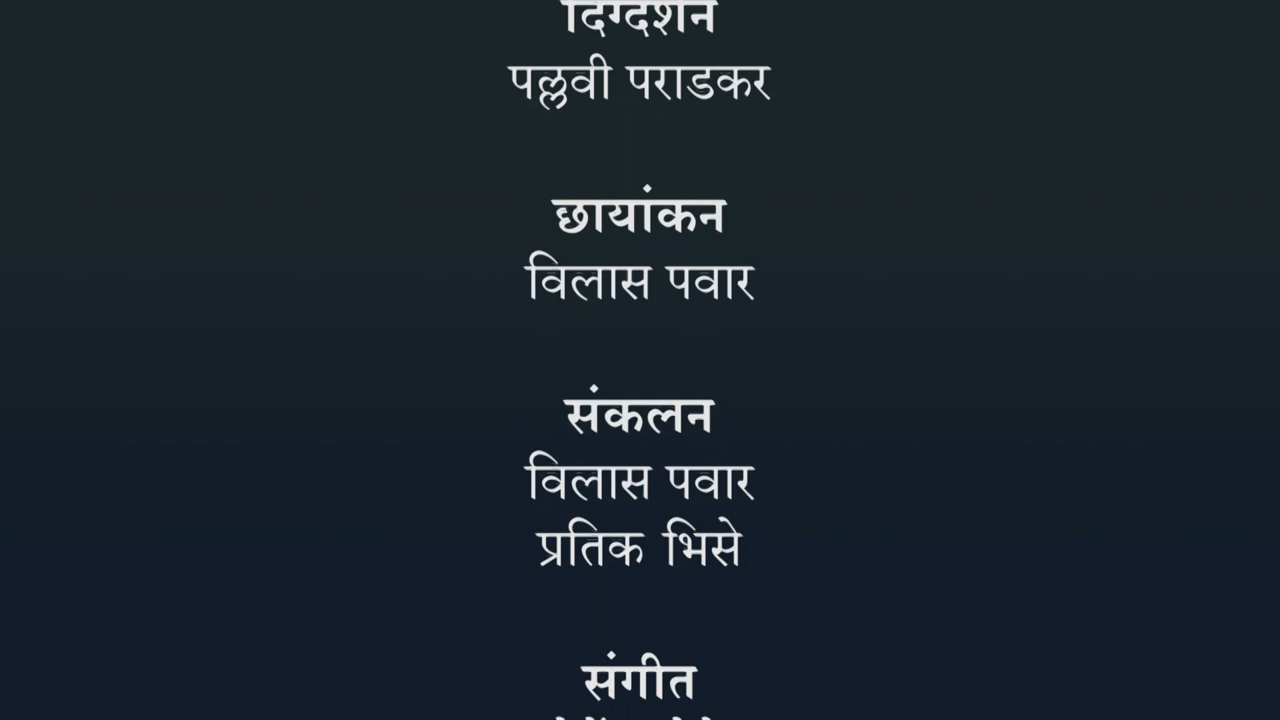 दिग्दर्शन
पल्लवी पराडकर
छायांकन
विलास पवार
संकलन
विलास पवार
प्रतिक भिसे
संगीत